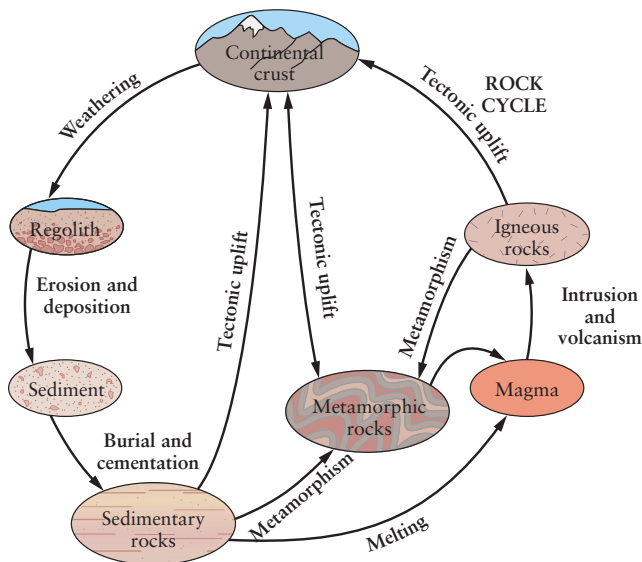 Continental
crust
ROCK
CYCLE
Tectonic uplift
Weathering
Regolith
Igneous
rocks
Tectonic uplift
Tectonic uplift
Metamorphism
Erosion and
deposition
Intrusion and
volcanism
Sediment
Metamorphic
rocks
Magma
Burial and
cementation
Sedimentary
rocks
Metamorphism
Melting